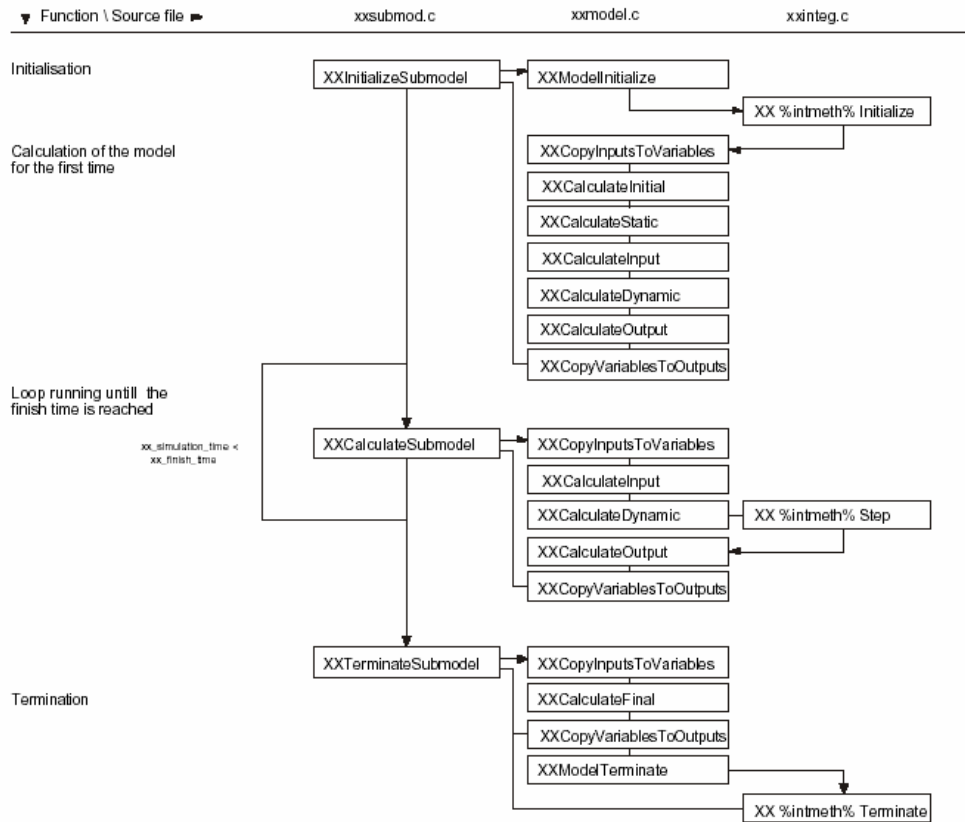 Function \ Source file
xxsubmod.c
xxmodel.c
xxinteg.c
Initialisation
XXInitializeSubmodel
XXModelInitialize
XX %intmeth% Initialize
Calculation of the model
for the first time
XXCopyInputsToVariables
XXCalculateInitial
XXCalculateStatic
XXCalculateInput
XXCalculateDynamic
XXCalculateOutput
XXCopyVariablesToOutputs
Loop running untill the
finish time is reached
xx_simulation_time <
xx_finish_time
XXCalculateSubmodel
XXCopyInputsToVariables
XXCalculateInput
XXCalculateDynamic
XX %intmeth% Step
XXCalculateOutput
XXCopyVariablesToOutputs
XXTerminateSubmodel
XXCopyInputsToVariables
Termination
XXCalculateFinal
XXCopyVariablesToOutputs
XXModelTerminate
XX %intmeth% Terminate